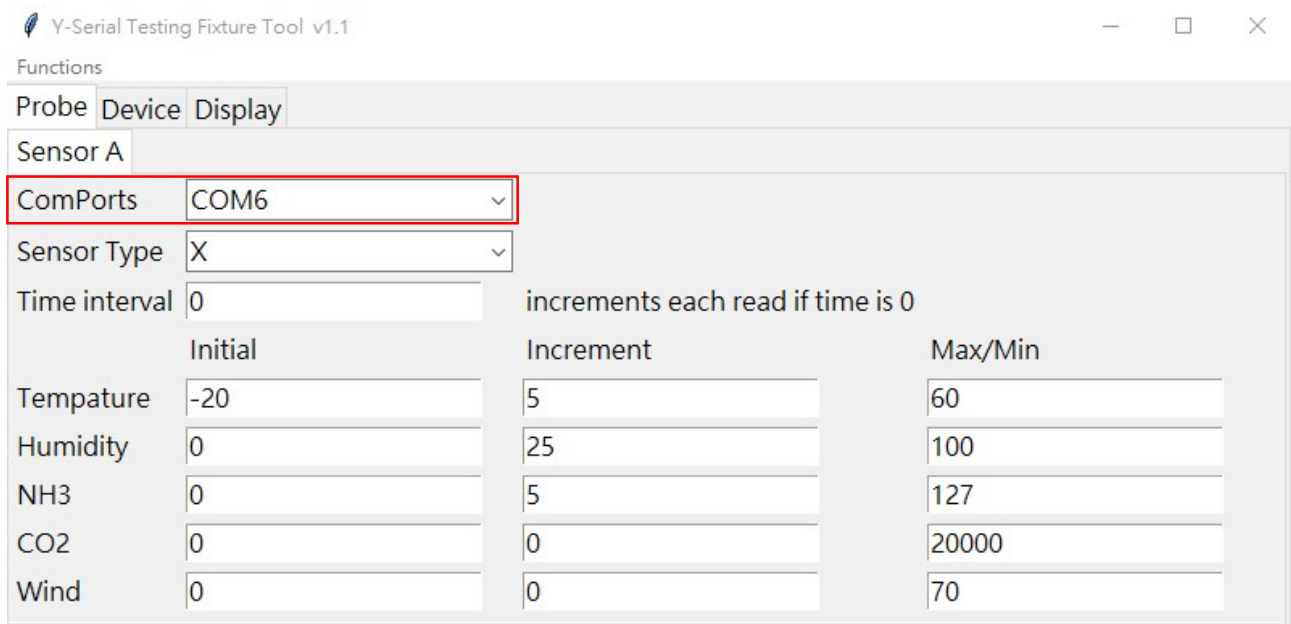 Y-Serial Testing Fixture Tool v1.1
Functions
Probe Device Display
Sensor A
ComPorts COM6
Sensor Type X
Time interval 0 increments each read if time is 0
Initial Increment Max/Min
Tempature -20 5 60
Humidity 0 25 100
NH3 0 5 127
CO2 0 0 20000
Wind 0 0 70